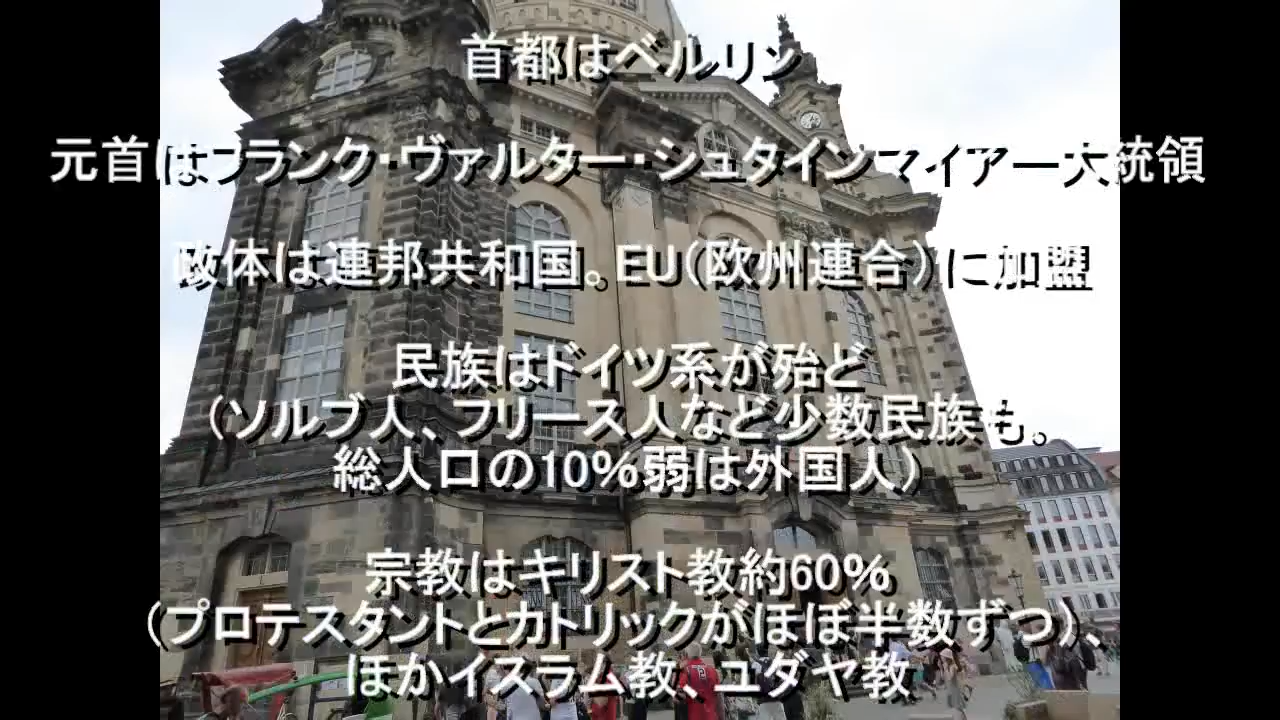 首都はベルリン
元首はフランク・ヴァルター・シュタインマイアー大統領
政体は連邦共和国。EU（欧州連合）に加盟
民族はドイツ系が殆ど
（ソルブ人、フリース人など少数民族も。
総人口の10%弱は外国人）
宗教はキリスト教約60%
（プロテスタントとカトリックがほぼ半数ずつ）、
ほかイスラム教、ユダヤ教